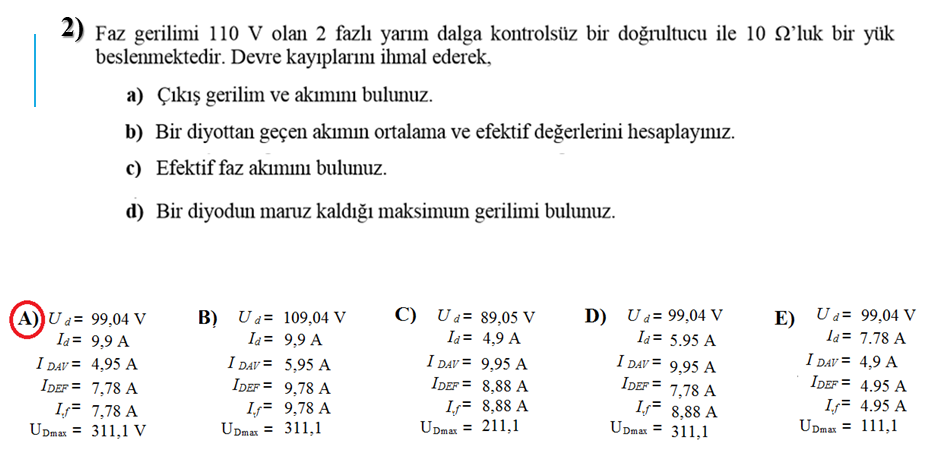 2) Faz gerilimi 110 V olan 2 fazlı yarım dalga kontrolsüz bir doğrultucu ile 10 Ω'luk bir yük
beslenmektedir. Devre kayıplarını ihmal ederek,
a) Çıkış gerilim ve akımını bulunuz.
b) Bir diyottan geçen akımın ortalama ve efektif değerlerini hesaplayınız.
c) Efektif faz akımını bulunuz.
d) Bir diyodun maruz kaldığı maksimum gerilimi bulunuz.
A) U d = 99,04 V
Id = 9,9 A
I DAV = 4,95 A
IDEF = 7,78 A
If = 7,78 A
UDmax = 311,1 V
B) U d = 109,04 V
Id = 9,9 A
I DAV = 5,95 A
IDEF = 9,78 A
If = 9,78 A
UDmax = 311,1
C) U d = 89,05 V
Id = 4,9 A
I DAV = 9,95 A
IDEF = 8,88 A
If = 8,88 A
UDmax = 211,1
D) U d = 99,04 V
Id = 5.95 A
I DAV = 9,95 A
IDEF = 7,78 A
If = 8,88 A
UDmax = 311,1
E) U d = 99,04 V
Id = 7.78 A
I DAV = 4,9 A
IDEF = 4.95 A
If = 4.95 A
UDmax = 111,1